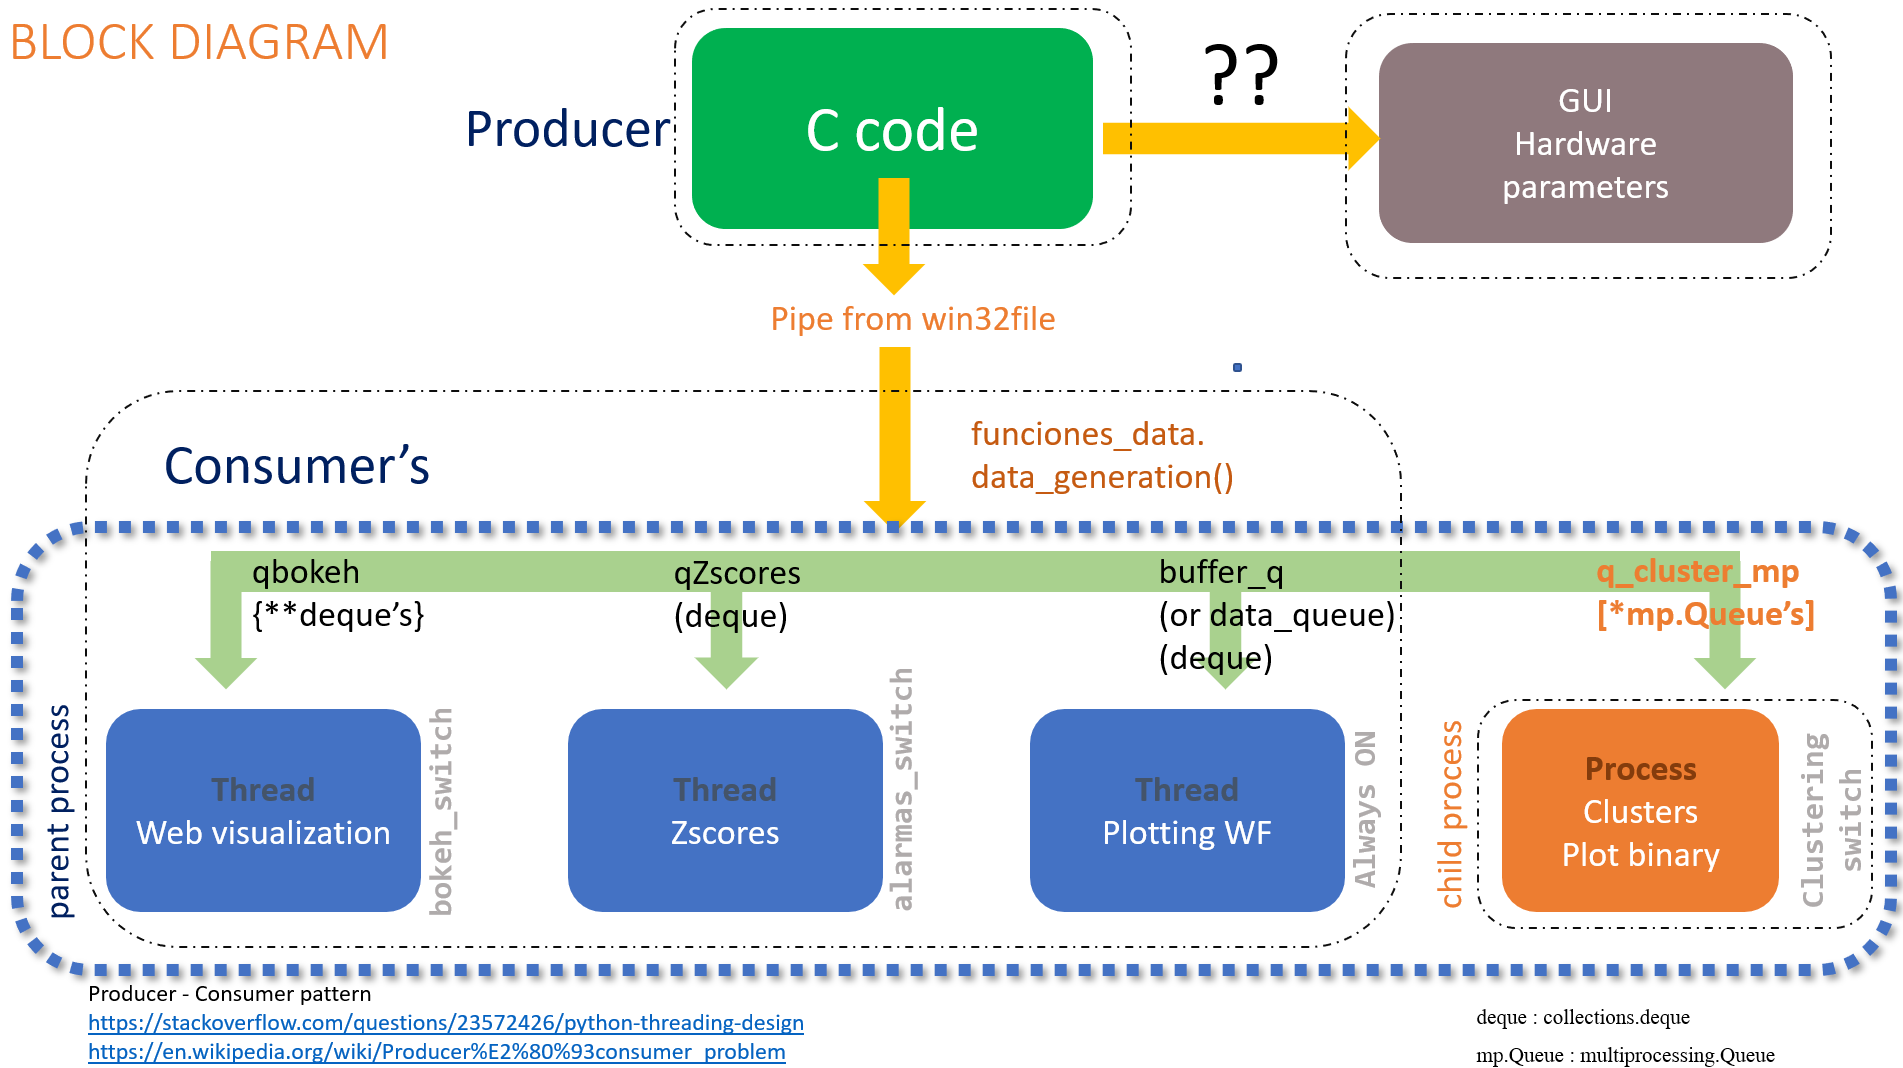 BLOCK DIAGRAM
Producer
C code
??
GUI
Hardware
parameters
Pipe from win32file
Consumer’s
funciones_data.
data_generation()
qbokeh
{**deque’s}
qZscores
(deque)
buffer_q
(or data_queue)
(deque)
q_cluster_mp
[*mp.Queue’s]
parent process
Thread
Web visualization
bokeh_switch
Thread
Zscores
alarmas_switch
Thread
Plotting WF
Always ON
child process
Process
Clusters
Plot binary
Clustering
switch
Producer - Consumer pattern
https://stackoverflow.com/questions/23572426/python-threading-design
https://en.wikipedia.org/wiki/Producer%E2%80%93consumer_problem
deque : collections.deque
mp.Queue : multiprocessing.Queue